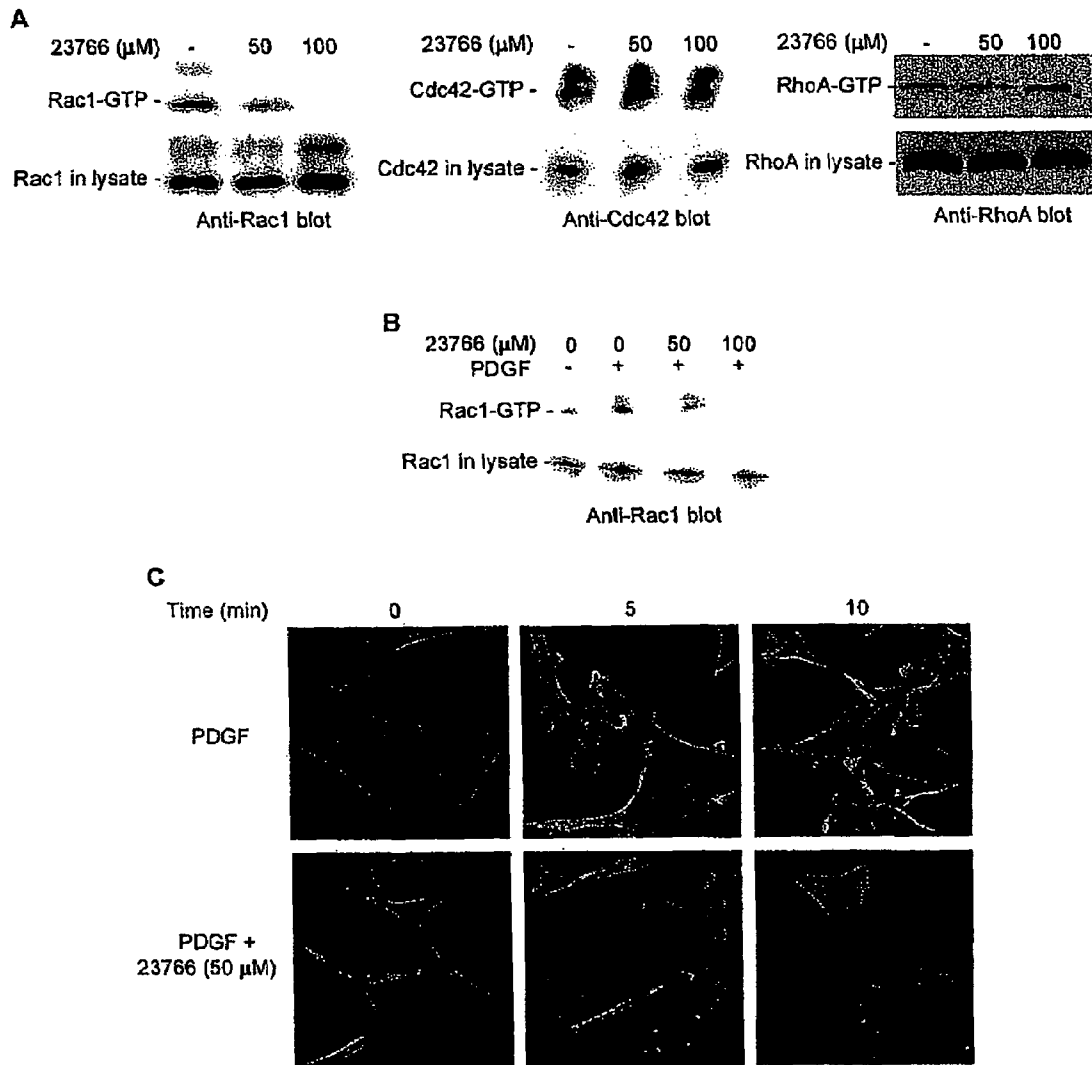 A
23766 (µM) - 50 100
Rac1-GTP -
Rac1 in lysate -
Anti-Rac1 blot
23766 (µM) - 50 100
Cdc42-GTP -
Cdc42 in lysate -
Anti-Cdc42 blot
23766 (µM) - 50 100
RhoA-GTP -
RhoA in lysate -
Anti-RhoA blot
B
23766 (µM) 0 0 50 100
PDGF - + + +
Rac1-GTP -
Rac1 in lysate -
Anti-Rac1 blot
C
Time (min) 0 5 10
PDGF
PDGF +
23766 (50 µM)